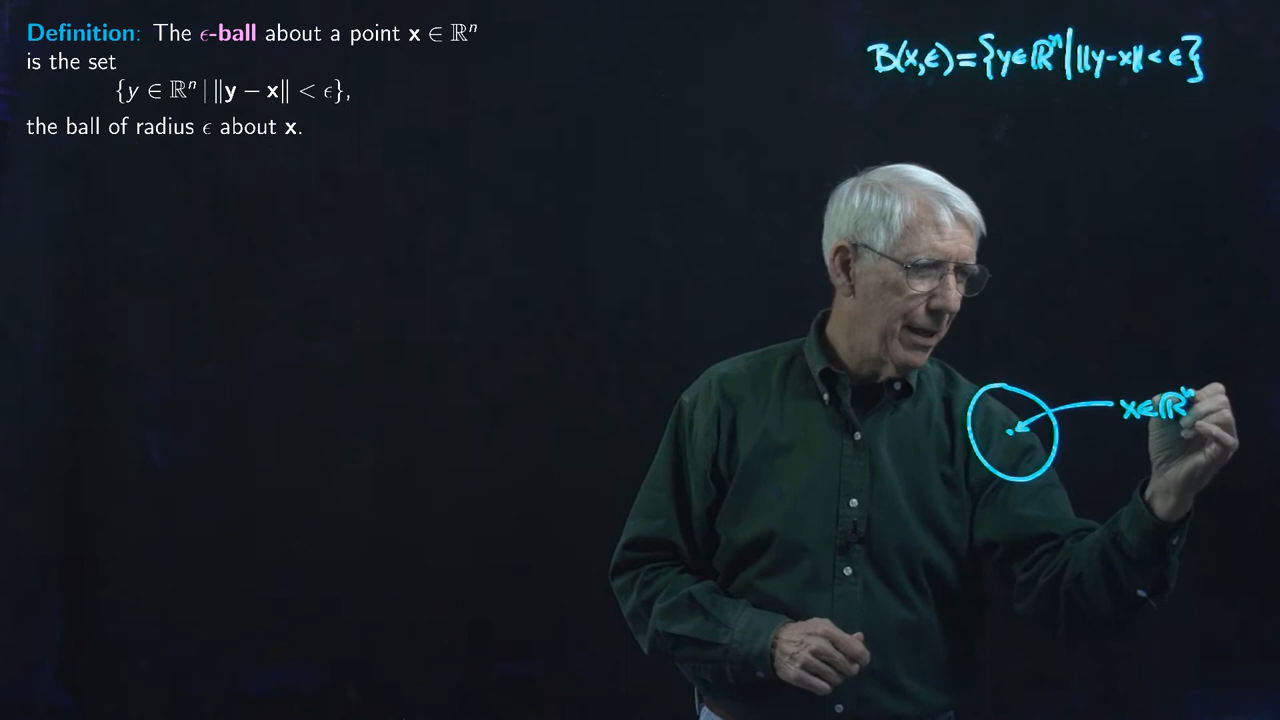 Definition: The ϵ-ball about a point x ∈ ℝⁿ
is the set
{y ∈ ℝⁿ | ‖y − x‖ < ϵ},
the ball of radius ϵ about x.
B(x,ϵ)={y∈ℝⁿ|‖y-x‖<ϵ}
x∈ℝⁿ